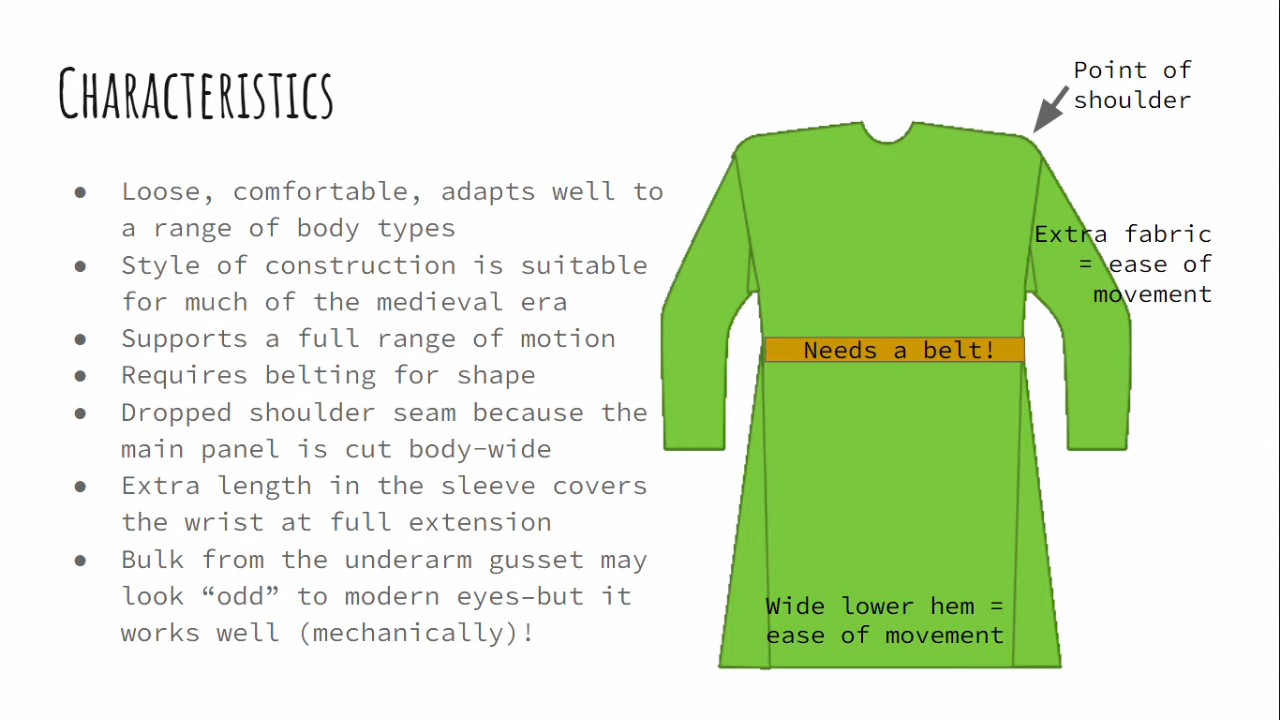 Characteristics
● Loose, comfortable, adapts well to
a range of body types
● Style of construction is suitable
for much of the medieval era
● Supports a full range of motion
● Requires belting for shape
● Dropped shoulder seam because the
main panel is cut body-wide
● Extra length in the sleeve covers
the wrist at full extension
● Bulk from the underarm gusset may
look “odd” to modern eyes–but it
works well (mechanically)!
Point of
shoulder
Extra fabric
= ease of
movement
Needs a belt!
Wide lower hem =
ease of movement